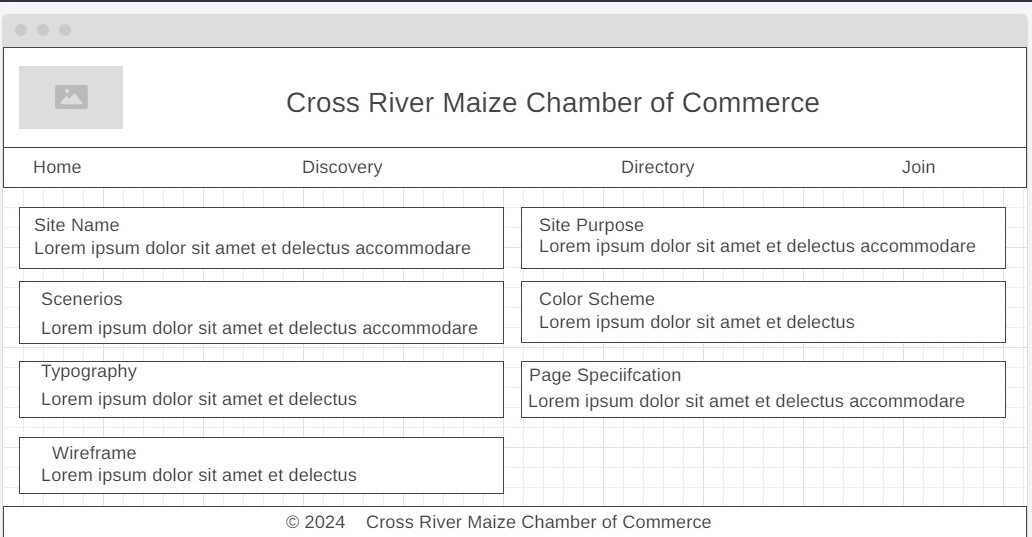 Cross River Maize Chamber of Commerce
Home Discovery Directory Join
Site Name
Lorem ipsum dolor sit amet et delectus accommodare
Site Purpose
Lorem ipsum dolor sit amet et delectus accommodare
Scenerios
Lorem ipsum dolor sit amet et delectus accommodare
Color Scheme
Lorem ipsum dolor sit amet et delectus
Typography
Lorem ipsum dolor sit amet et delectus
Page Speciifcation
Lorem ipsum dolor sit amet et delectus accommodare
Wireframe
Lorem ipsum dolor sit amet et delectus
© 2024 Cross River Maize Chamber of Commerce